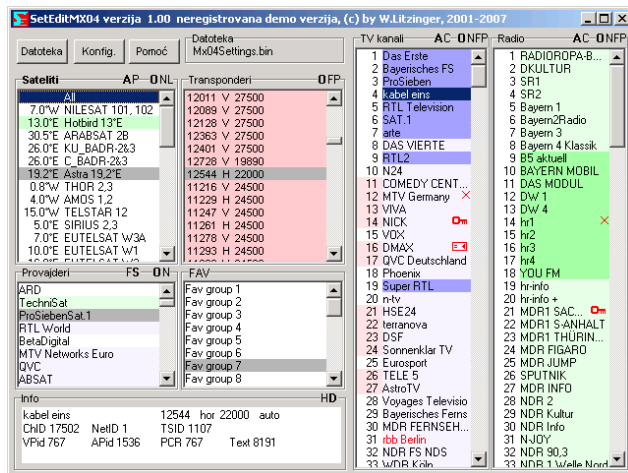 SetEditMX04 verzija 1.00 neregistrovana demo verzija, (c) by W.Litzinger, 2001-2007
Datoteka
Konfig.
Pomoć
Datoteka
Mx04Settings.bin
Sateliti AP ONL
All
7.0°W NILESAT 101, 102
13.0°E Hotbird 13°E
30.5°E ARABSAT 2B
26.0°E KU_BADR-2&3
26.0°E C_BADR-2&3
19.2°E Astra 19,2°E
0.8°W THOR 2,3
4.0°W AMOS 1,2
15.0°W TELSTAR 12
5.0°E SIRIUS 2,3
7.0°E EUTELSAT W3A
10.0°E EUTELSAT W1
Transponderi OFP
12011 V 27500
12089 V 27500
12128 V 27500
12363 V 27500
12401 V 27500
12728 V 19890
12544 H 22000
11216 V 24500
11229 H 24500
11247 V 24500
11261 H 24500
11278 V 24500
11293 H 24500
Provajderi FS ON
ARD
TechniSat
ProSiebenSat.1
RTL World
BetaDigital
MTV Networks Euro
QVC
ABSAT
FAV
Fav group 1
Fav group 2
Fav group 3
Fav group 4
Fav group 5
Fav group 6
Fav group 7
Fav group 8
Info HD
kabel eins 12544 hor 22000 auto
ChID 17502 NetID 1 TSID 1107
VPid 767 APid 1536 PCR 767 Text 8191
TV kanali AC ONFP
1 Das Erste
2 Bayerisches FS
3 ProSieben
4 kabel eins
5 RTL Television
6 SAT.1
7 arte
8 DAS VIERTE
9 RTL2
10 N24
11 COMEDY CENT...
12 MTV Germany
13 VIVA
14 NICK
15 VOX
16 DMAX
17 QVC Deutschland
18 Phoenix
19 Super RTL
20 n-tv
21 HSE24
22 terranova
23 DSF
24 Sonnenklar TV
25 Eurosport
26 TELE 5
27 AstroTV
28 Voyages Televisio
29 Bayerisches Ferns
30 MDR FERNSEH...
31 rbb Berlin
32 NDR FS NDS
33 WDR Köln
Radio AC ONFP
1 RADIOROPA-B...
2 DKULTUR
3 SR1
4 SR2
5 Bayern 1
6 Bayern2Radio
7 Bayern 3
8 Bayern 4 Klassik
9 B5 aktuell
10 BAYERN MOBIL
11 DAS MODUL
12 DW 1
13 DW 4
14 hr1
15 hr2
16 hr3
17 hr4
18 YOU FM
19 hr-info
20 hr-info +
21 MDR1 SAC...
22 MDR1 S-ANHALT
23 MDR1 THÜRIN...
24 MDR FIGARO
25 MDR JUMP
26 SPUTNIK
27 MDR INFO
28 NDR 2
29 NDR Kultur
30 NDR Info
31 N-JOY
32 NDR 90,3
33 NDR 1 Welle Nord